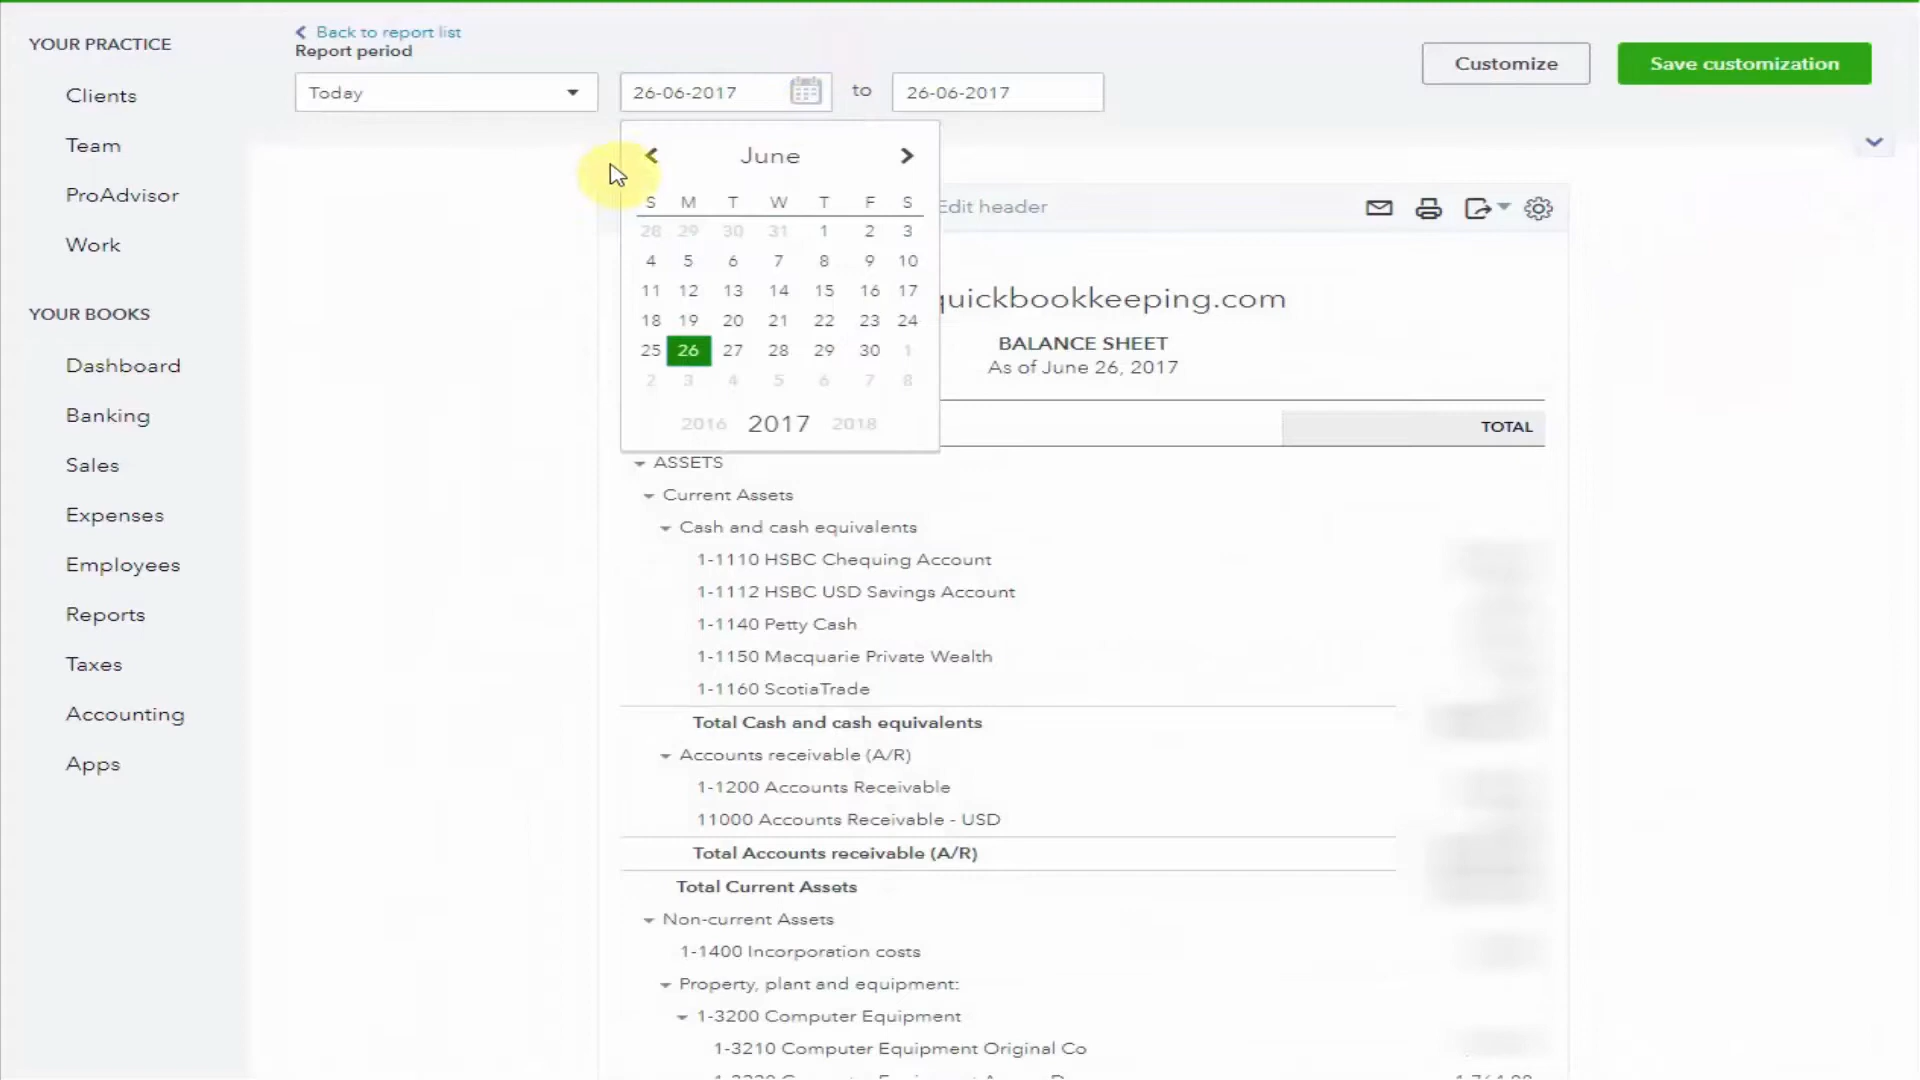 YOUR PRACTICE
Clients
Team
ProAdvisor
Work
YOUR BOOKS
Dashboard
Banking
Sales
Expenses
Employees
Reports
Taxes
Accounting
Apps
Back to report list
Report period
Today
26-06-2017
to
26-06-2017
Customize
Save customization
June
S M T W T F S
28 29 30 31 1 2 3
4 5 6 7 8 9 10
11 12 13 14 15 16 17
18 19 20 21 22 23 24
25 26 27 28 29 30 1
2 3 4 5 6 7 8
2016 2017 2018
Edit header
quickbookkeeping.com
BALANCE SHEET
As of June 26, 2017
TOTAL
ASSETS
Current Assets
Cash and cash equivalents
1-1110 HSBC Chequing Account
1-1112 HSBC USD Savings Account
1-1140 Petty Cash
1-1150 Macquarie Private Wealth
1-1160 ScotiaTrade
Total Cash and cash equivalents
Accounts receivable (A/R)
1-1200 Accounts Receivable
11000 Accounts Receivable - USD
Total Accounts receivable (A/R)
Total Current Assets
Non-current Assets
1-1400 Incorporation costs
Property, plant and equipment:
1-3200 Computer Equipment
1-3210 Computer Equipment Original Co